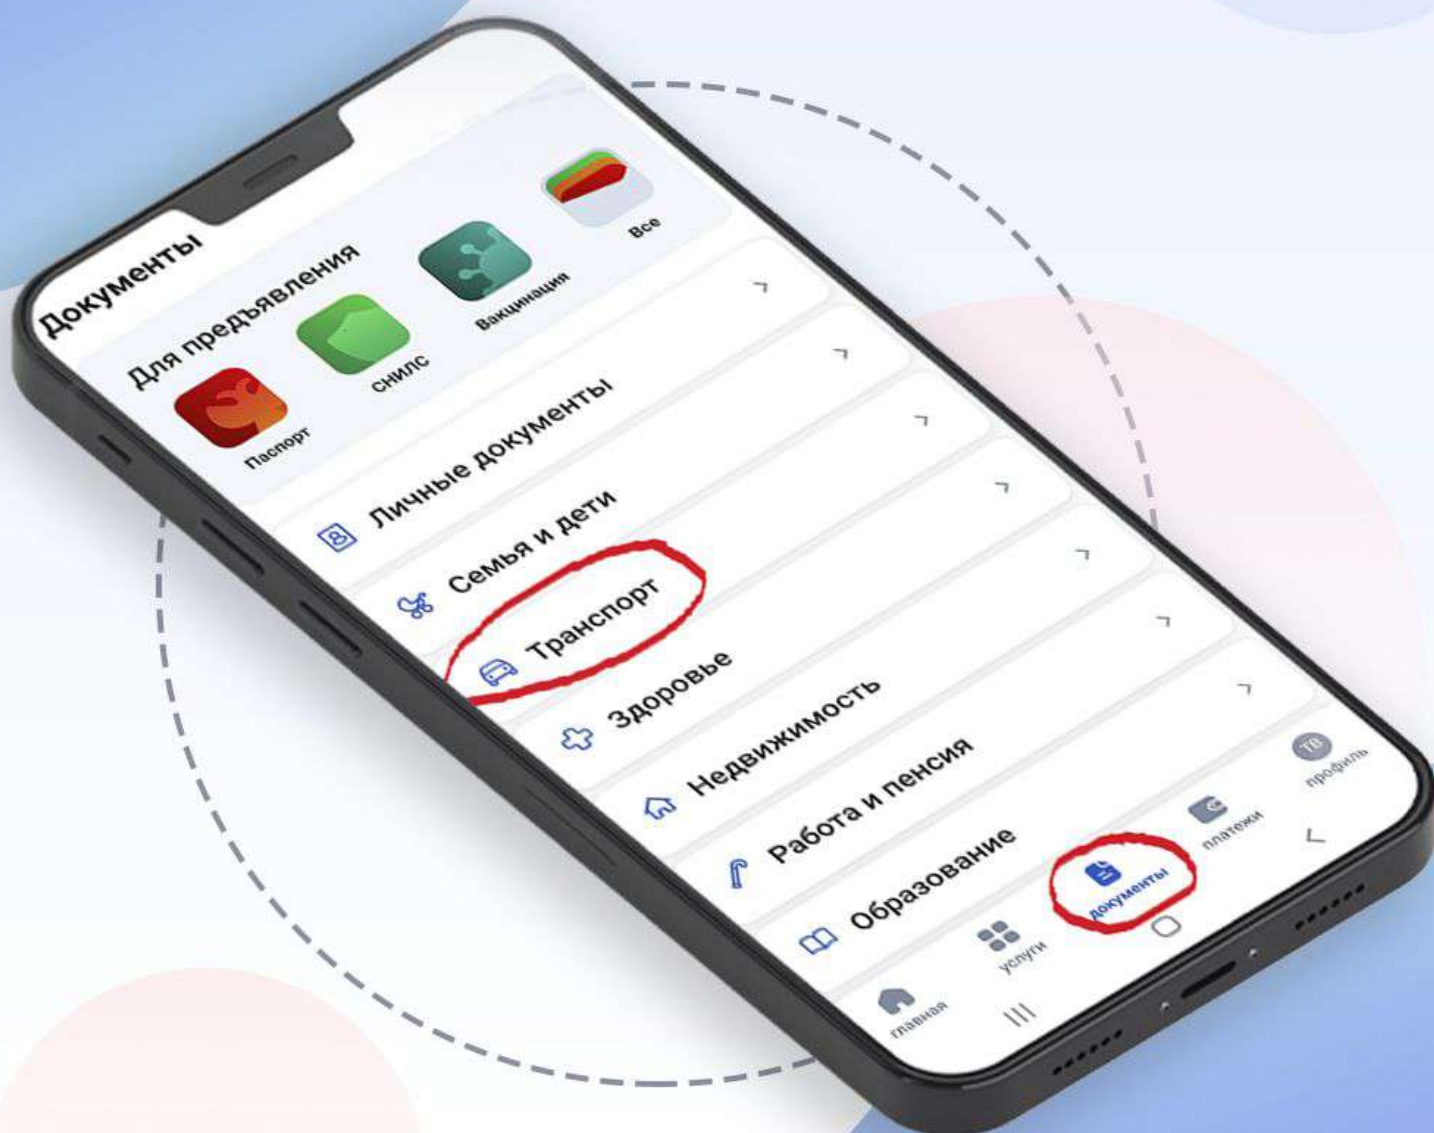 Документы
Для предъявления
Паспорт
СНИЛС
Вакцинация
Все
Личные документы
Семья и дети
Транспорт
Здоровье
Недвижимость
Работа и пенсия
Образование
главная
услуги
документы
платежи
ТВ
профиль